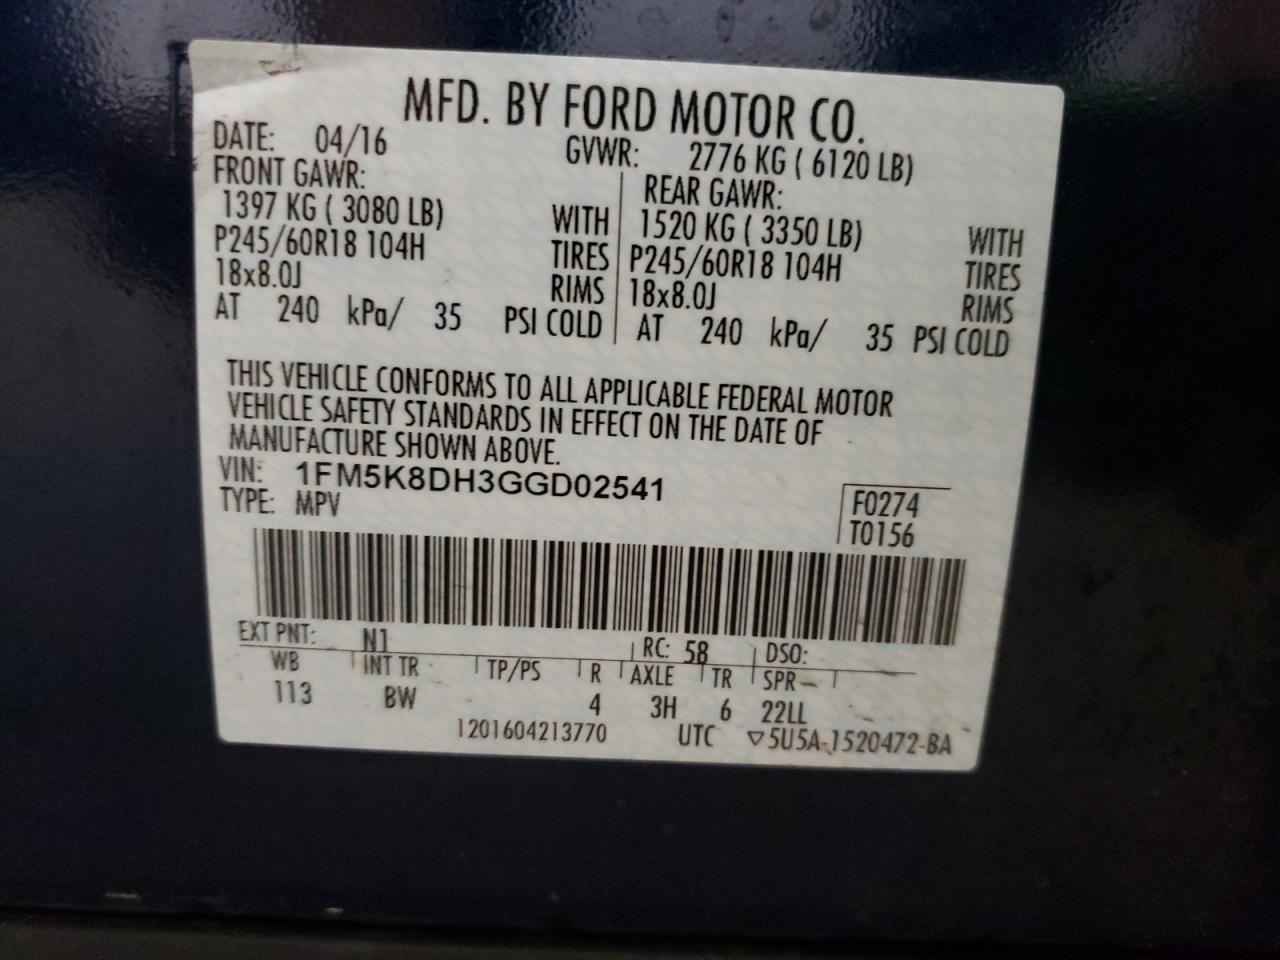 MFD. BY FORD MOTOR CO.
DATE: 04/16 GVWR: 2776 KG ( 6120 LB)
FRONT GAWR: REAR GAWR:
1397 KG ( 3080 LB) WITH 1520 KG ( 3350 LB) WITH
P245/60R18 104H TIRES P245/60R18 104H TIRES
18x8.0J RIMS 18x8.0J RIMS
AT 240 kPa/ 35 PSI COLD AT 240 kPa/ 35 PSI COLD
THIS VEHICLE CONFORMS TO ALL APPLICABLE FEDERAL MOTOR
VEHICLE SAFETY STANDARDS IN EFFECT ON THE DATE OF
MANUFACTURE SHOWN ABOVE.
VIN: 1FM5K8DH3GGD02541
TYPE: MPV
F0274
T0156
EXT PNT: N1 RC: 58 DSO:
WB INT TR TP/PS R AXLE TR SPR
113 BW 4 3H 6 22LL
1201604213770 UTC ▽5U5A-1520472-BA